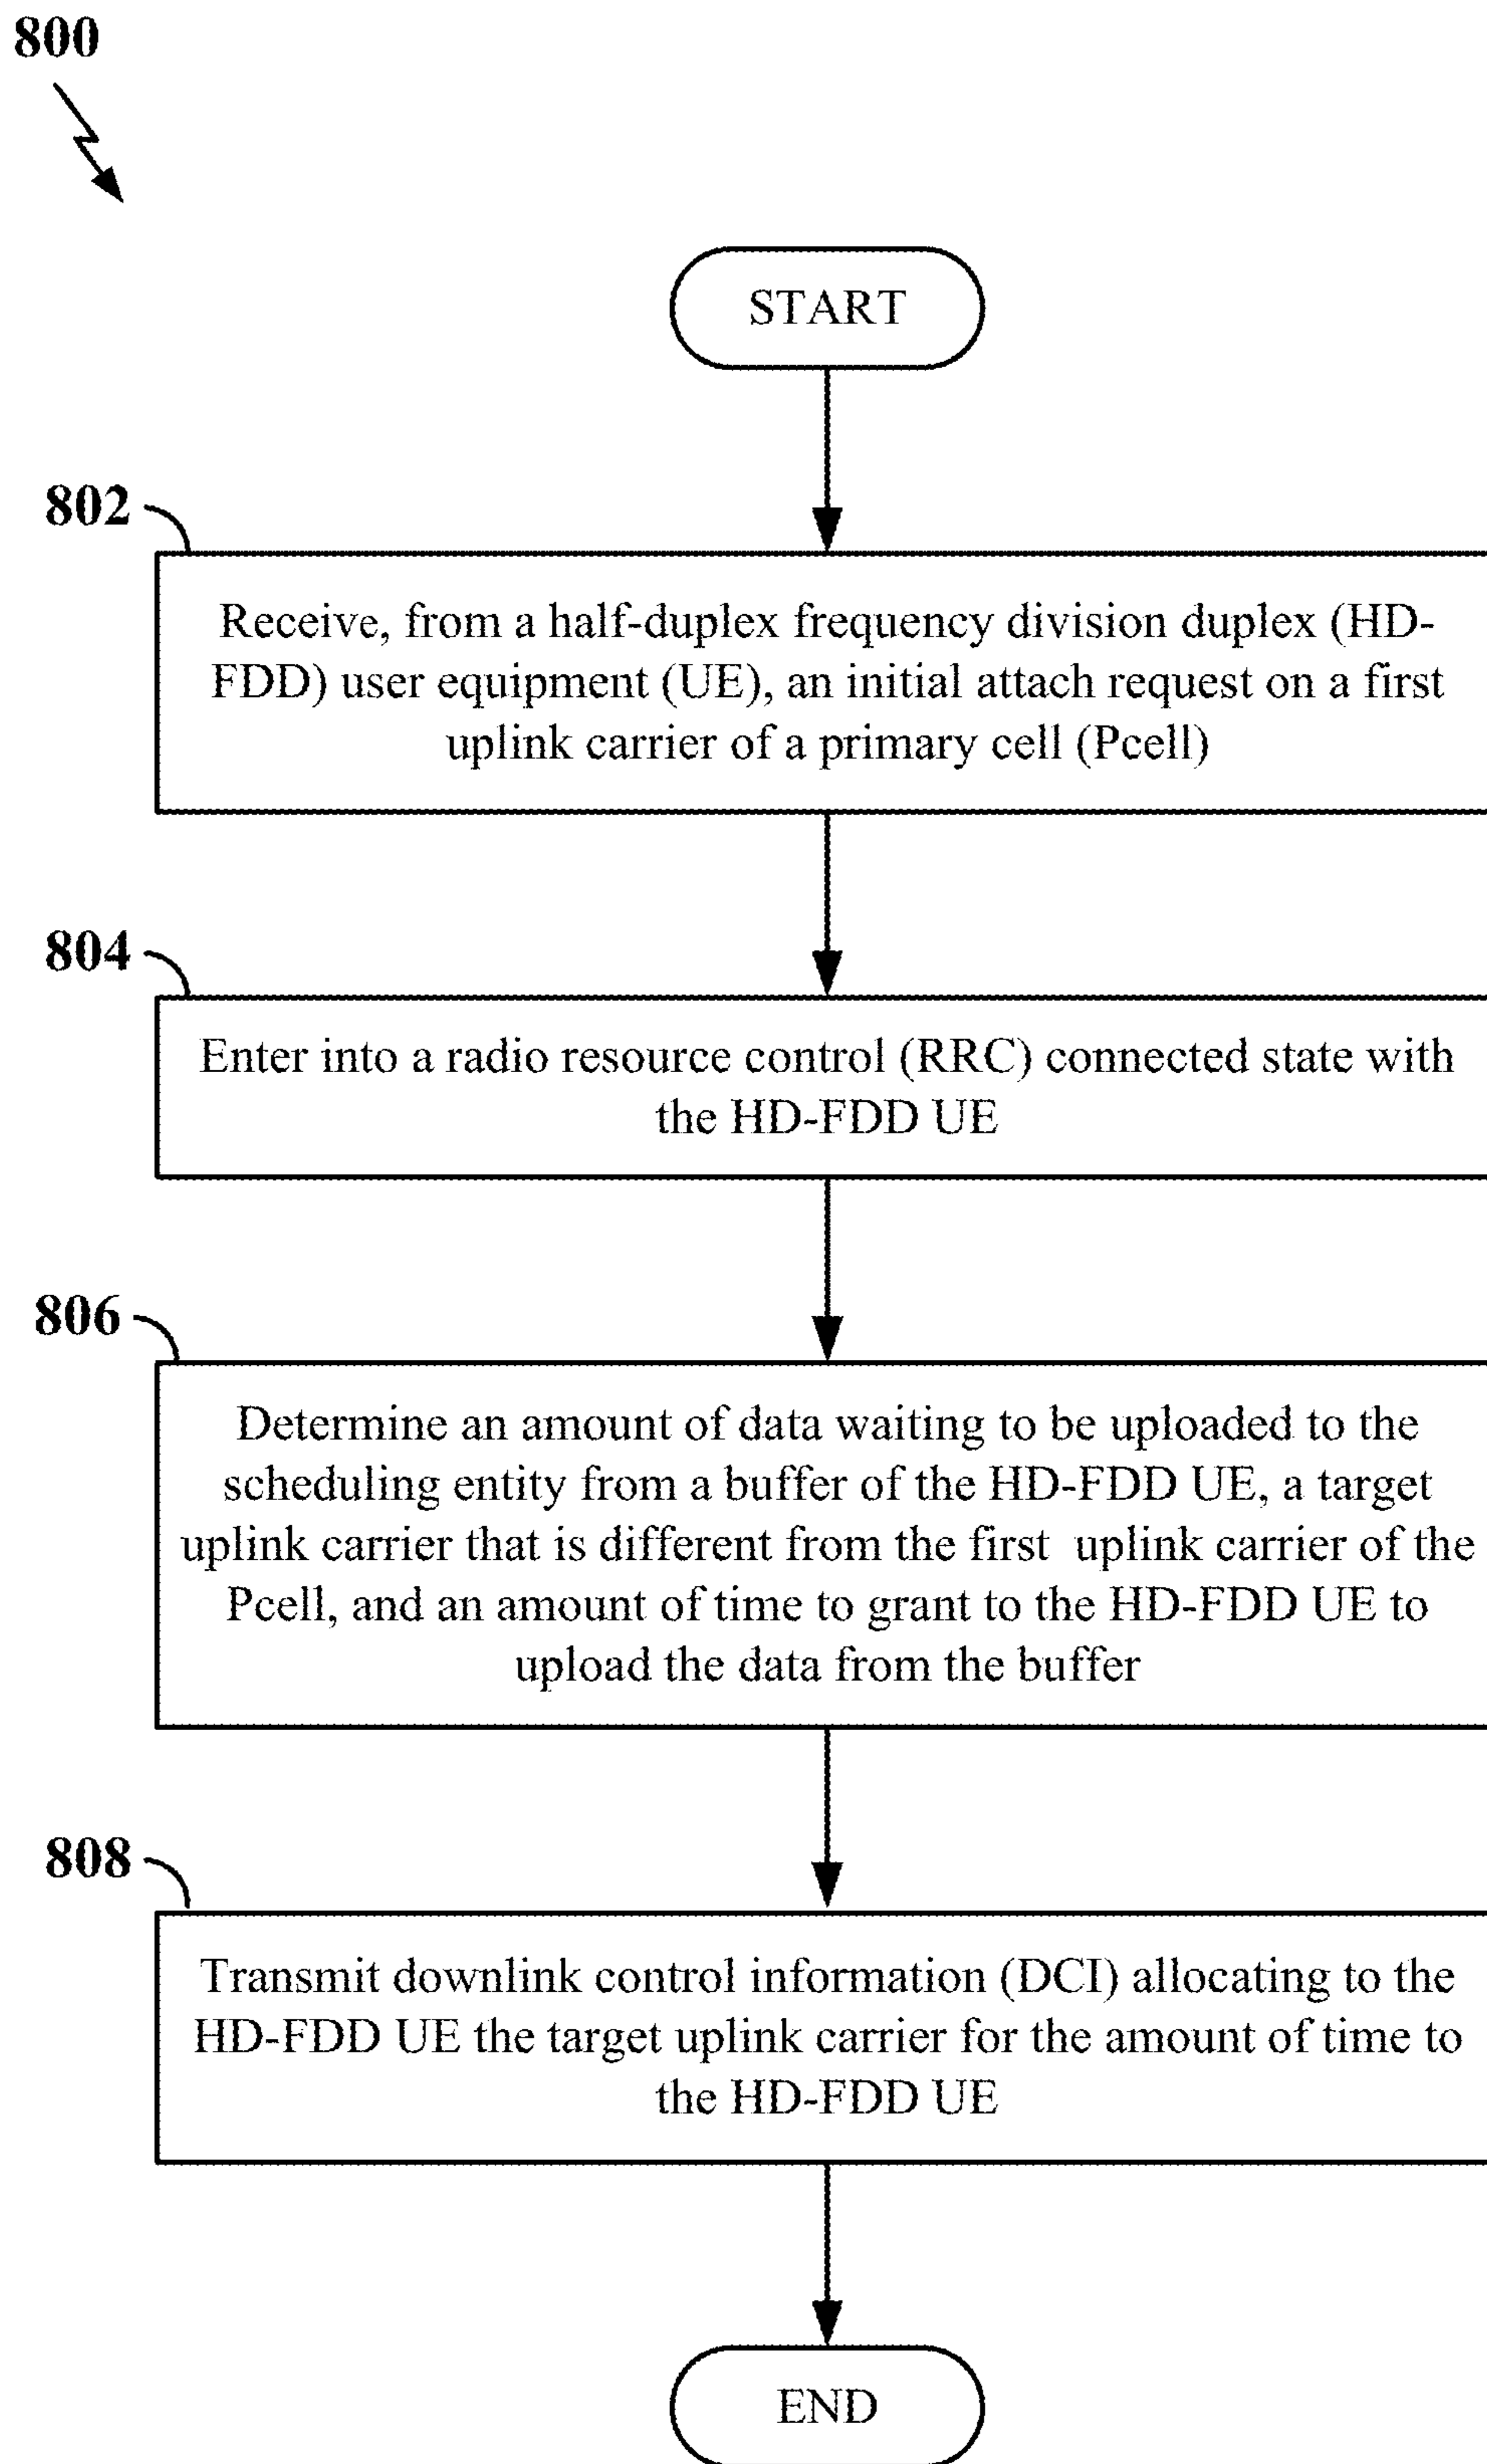 800
START
802
Receive, from a half-duplex frequency division duplex (HD-
FDD) user equipment (UE), an initial attach request on a first
uplink carrier of a primary cell (Pcell)
804
Enter into a radio resource control (RRC) connected state with
the HD-FDD UE
806
Determine an amount of data waiting to be uploaded to the
scheduling entity from a buffer of the HD-FDD UE, a target
uplink carrier that is different from the first uplink carrier of the
Pcell, and an amount of time to grant to the HD-FDD UE to
upload the data from the buffer
808
Transmit downlink control information (DCI) allocating to the
HD-FDD UE the target uplink carrier for the amount of time to
the HD-FDD UE
END